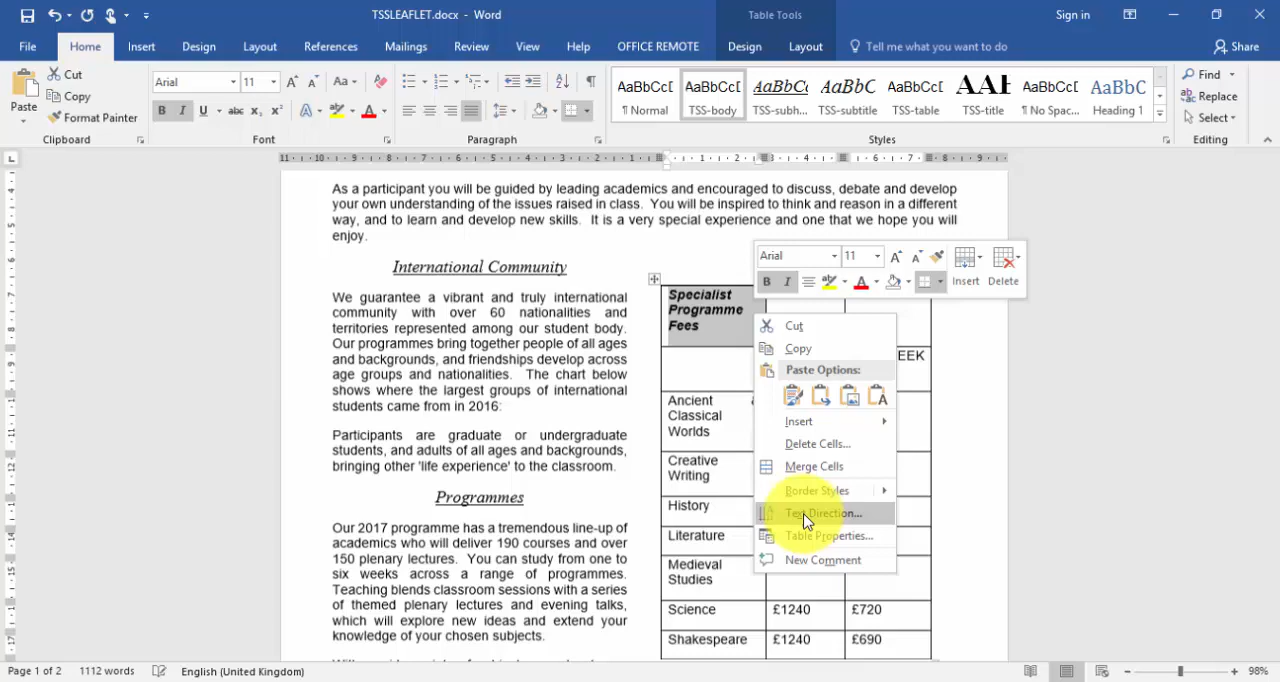 TSSLEAFLET.docx - Word
Table Tools
Sign in
File Home Insert Design Layout References Mailings Review View Help OFFICE REMOTE Design Layout Tell me what you want to do Share
Paste
Cut
Copy
Format Painter
Clipboard
Arial 11
Font
Paragraph
AaBbCcD AaBbCcD AaBbCc AaBbCc AaBbCcD AAI AaBbCcD AaBbCc
¶ Normal TSS-body TSS-subh... TSS-subtitle TSS-table TSS-title ¶ No Spac... Heading 1
Styles
Find
Replace
Select
Editing
As a participant you will be guided by leading academics and encouraged to discuss, debate and develop
your own understanding of the issues raised in class. You will be inspired to think and reason in a different
way, and to learn and develop new skills. It is a very special experience and one that we hope you will
enjoy.
International Community
We guarantee a vibrant and truly international
community with over 60 nationalities and
territories represented among our student body.
Our programmes bring together people of all ages
and backgrounds, and friendships develop across
age groups and nationalities. The chart below
shows where the largest groups of international
students came from in 2016:
Participants are graduate or undergraduate
students, and adults of all ages and backgrounds,
bringing other 'life experience' to the classroom.
Programmes
Our 2017 programme has a tremendous line-up of
academics who will deliver 190 courses and over
150 plenary lectures. You can study from one to
six weeks across a range of programmes.
Teaching blends classroom sessions with a series
of themed plenary lectures and evening talks,
which will explore new ideas and extend your
knowledge of your chosen subjects.
Specialist
Programme
Fees
EEK
Ancient
Classical
Worlds
Creative
Writing
History
Literature
Medieval
Studies
Science £1240 £720
Shakespeare £1240 £690
Arial 11
B I
Insert Delete
Cut
Copy
Paste Options:
Insert
Delete Cells...
Merge Cells
Border Styles
Text Direction...
Table Properties...
New Comment
Page 1 of 2 1112 words English (United Kingdom) 98%